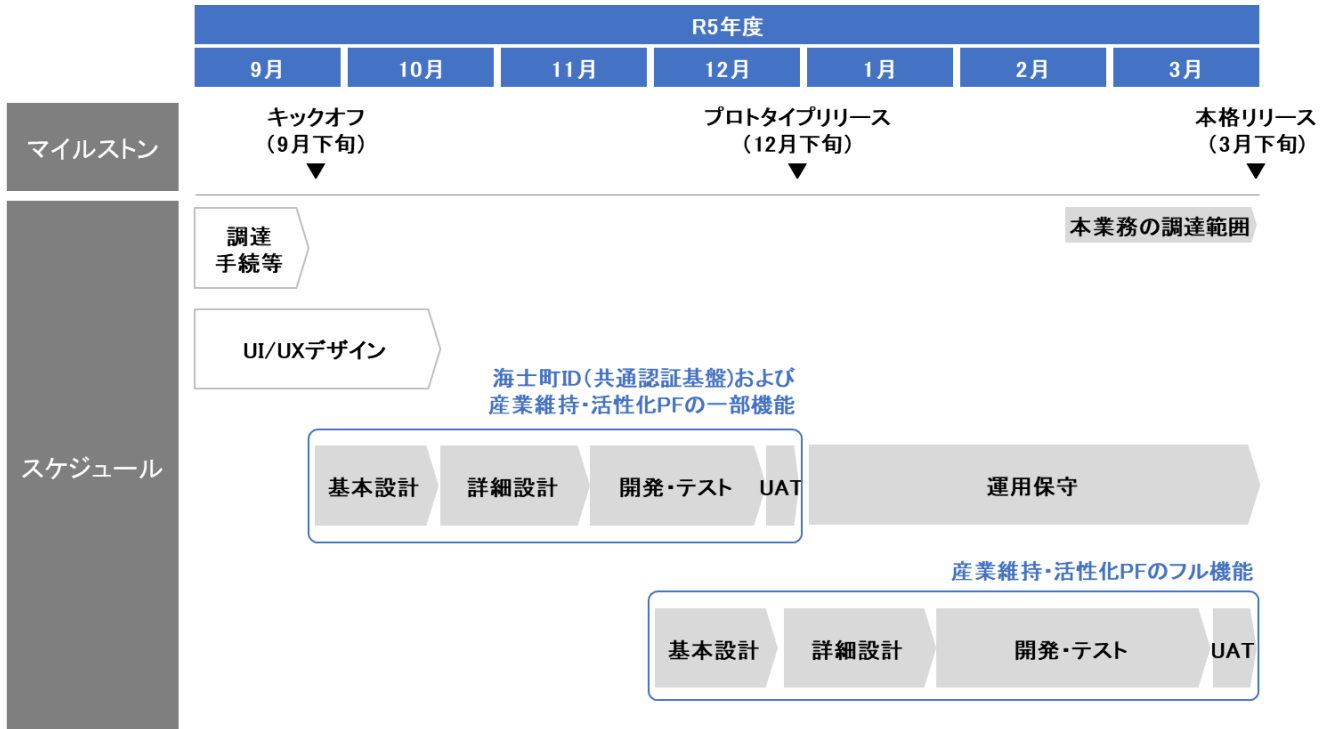 R5年度
9月
10月
11月
12月
1月
2月
3月
マイルストン
キックオフ
（9月下旬）
プロトタイプリリース
（12月下旬）
本格リリース
（3月下旬）
スケジュール
調達
手続等
本業務の調達範囲
UI/UXデザイン
海士町ID（共通認証基盤）および
産業維持・活性化PFの一部機能
基本設計
詳細設計
開発・テスト
UAT
運用保守
産業維持・活性化PFのフル機能
基本設計
詳細設計
開発・テスト
UAT